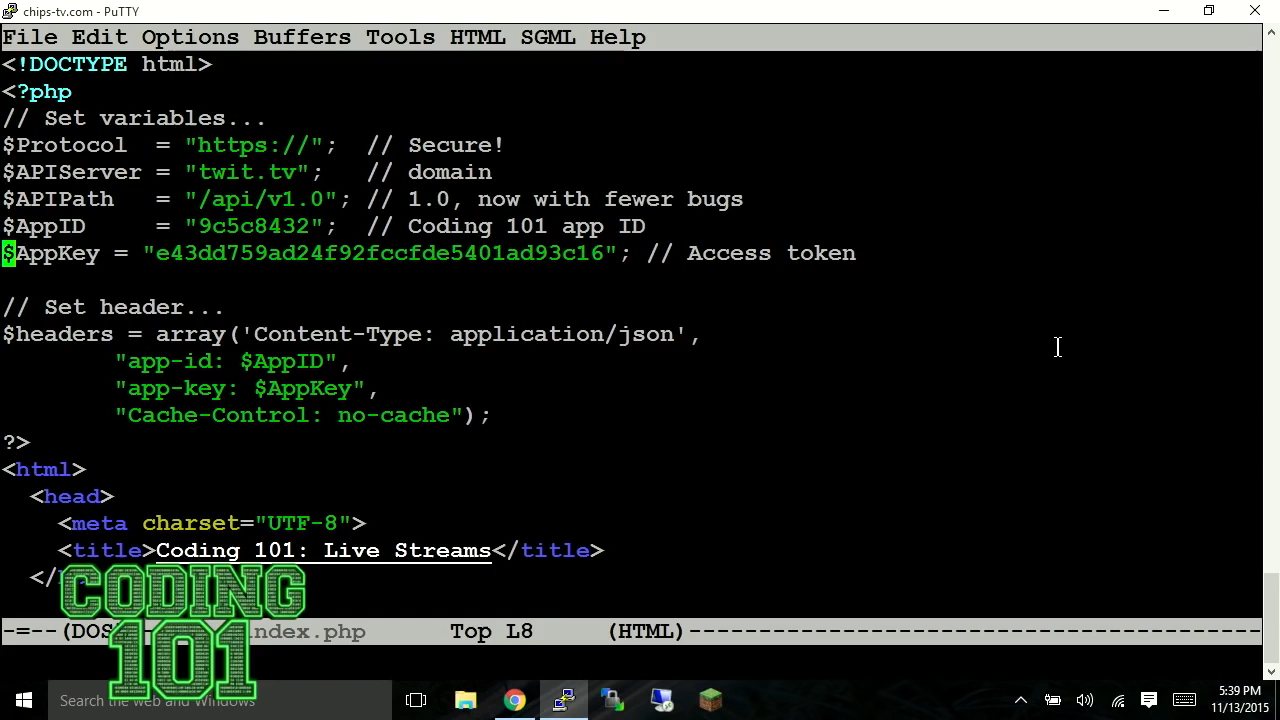 chips-tv.com - PuTTY
File Edit Options Buffers Tools HTML SGML Help
<!DOCTYPE html>
<?php
// Set variables...
$Protocol  = "https://";  // Secure!
$APIServer = "twit.tv";   // domain
$APIPath   = "/api/v1.0"; // 1.0, now with fewer bugs
$AppID     = "9c5c8432";  // Coding 101 app ID
$AppKey = "e43dd759ad24f92fccfde5401ad93c16"; // Access token
// Set header...
$headers = array('Content-Type: application/json',
"app-id: $AppID",
"app-key: $AppKey",
"Cache-Control: no-cache");
?>
<html>
<head>
<meta charset="UTF-8">
<title>Coding 101: Live Streams</title>
</
CODING
101
-=--(DOS index.php Top L8 (HTML)----------------------------------------
Search the web and Windows
5:39 PM
11/13/2015